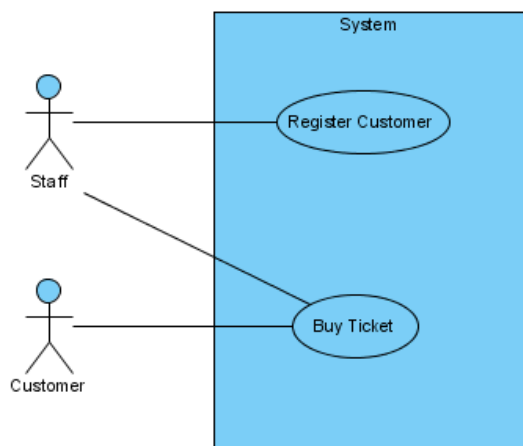 System
Register Customer
Staff
Buy Ticket
Customer